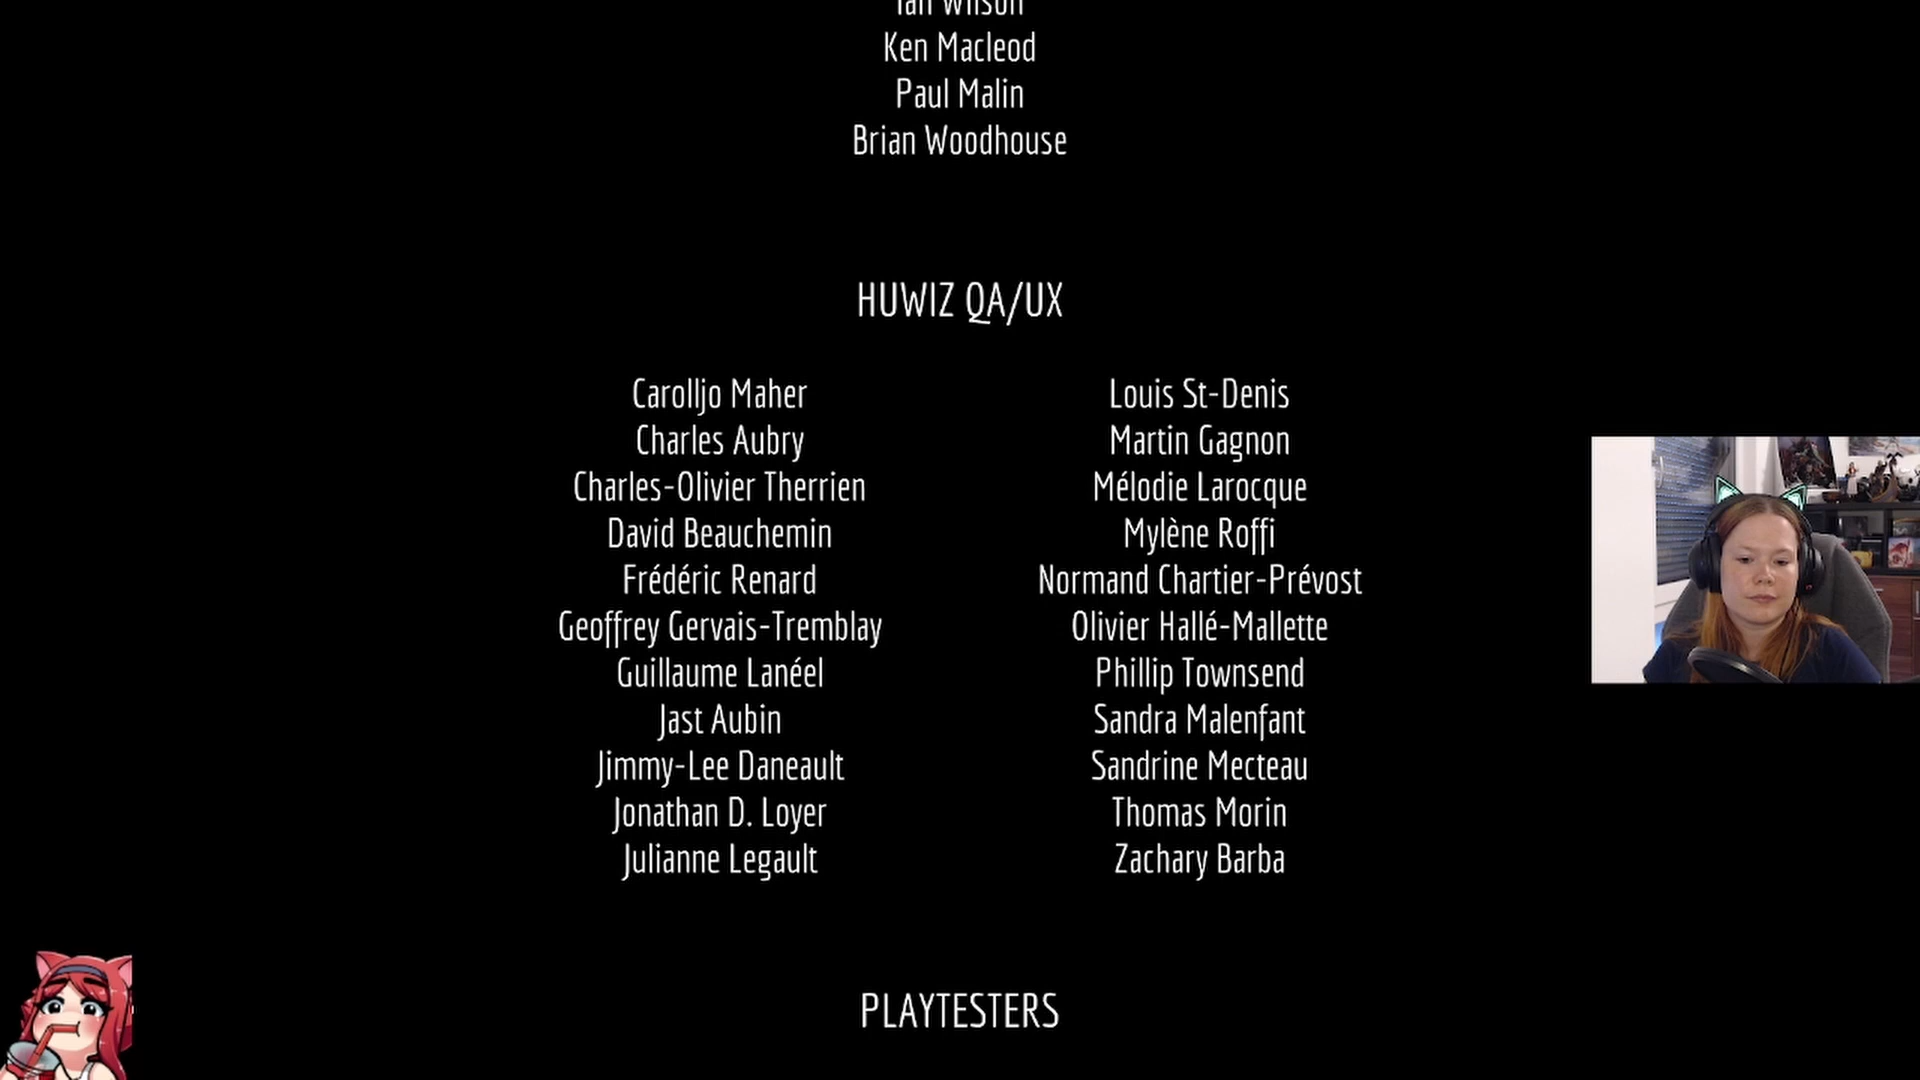 Ian Wilson
Ken Macleod
Paul Malin
Brian Woodhouse
HUWIZ QA/UX
Carolljo Maher
Charles Aubry
Charles-Olivier Therrien
David Beauchemin
Frédéric Renard
Geoffrey Gervais-Tremblay
Guillaume Lanéel
Jast Aubin
Jimmy-Lee Daneault
Jonathan D. Loyer
Julianne Legault
Louis St-Denis
Martin Gagnon
Mélodie Larocque
Mylène Roffi
Normand Chartier-Prévost
Olivier Hallé-Mallette
Phillip Townsend
Sandra Malenfant
Sandrine Mecteau
Thomas Morin
Zachary Barba
PLAYTESTERS